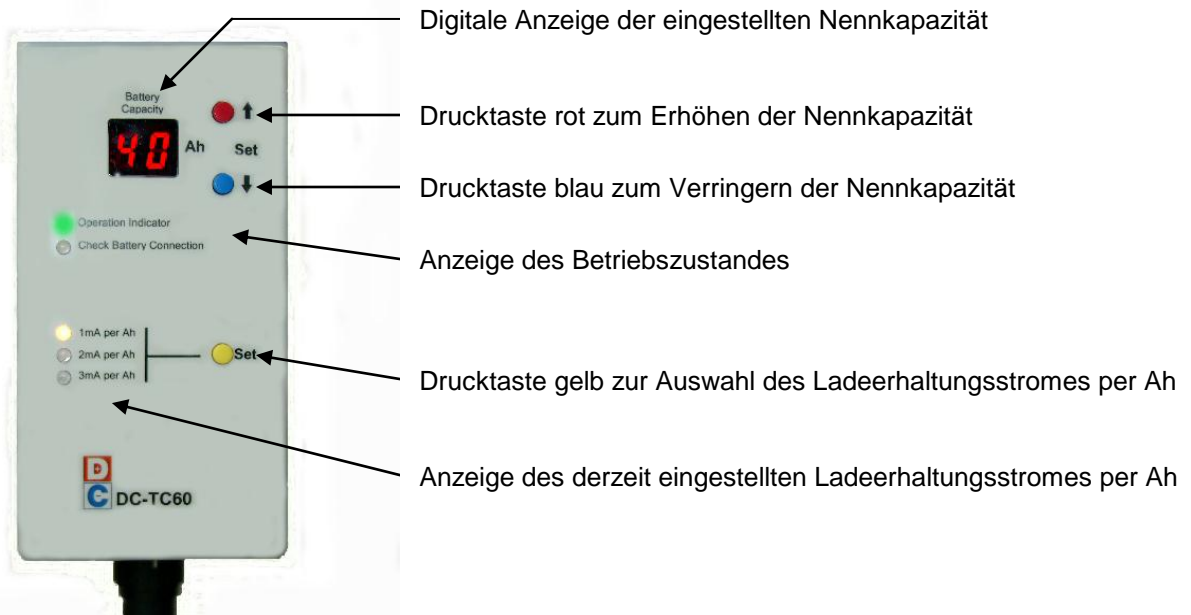 Digitale Anzeige der eingestellten Nennkapazität
Battery
Capacity
40
Ah
Set
Drucktaste rot zum Erhöhen der Nennkapazität
Drucktaste blau zum Verringern der Nennkapazität
Operation Indicator
Check Battery Connection
Anzeige des Betriebszustandes
1mA per Ah
2mA per Ah
3mA per Ah
Set
Drucktaste gelb zur Auswahl des Ladeerhaltungsstromes per Ah
Anzeige des derzeit eingestellten Ladeerhaltungsstromes per Ah
D
C
DC-TC60